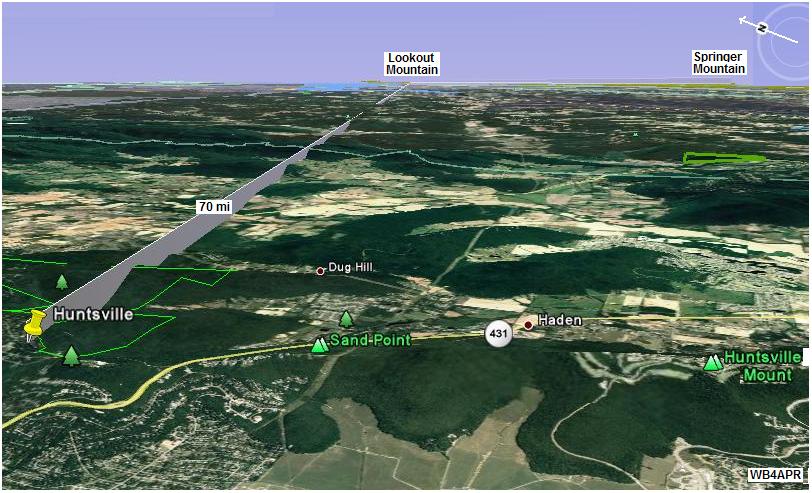 N
Lookout
Mountain
Springer
Mountain
70 mi
Dug Hill
Huntsville
Haden
431
Sand Point
Huntsville
Mount
WB4APR